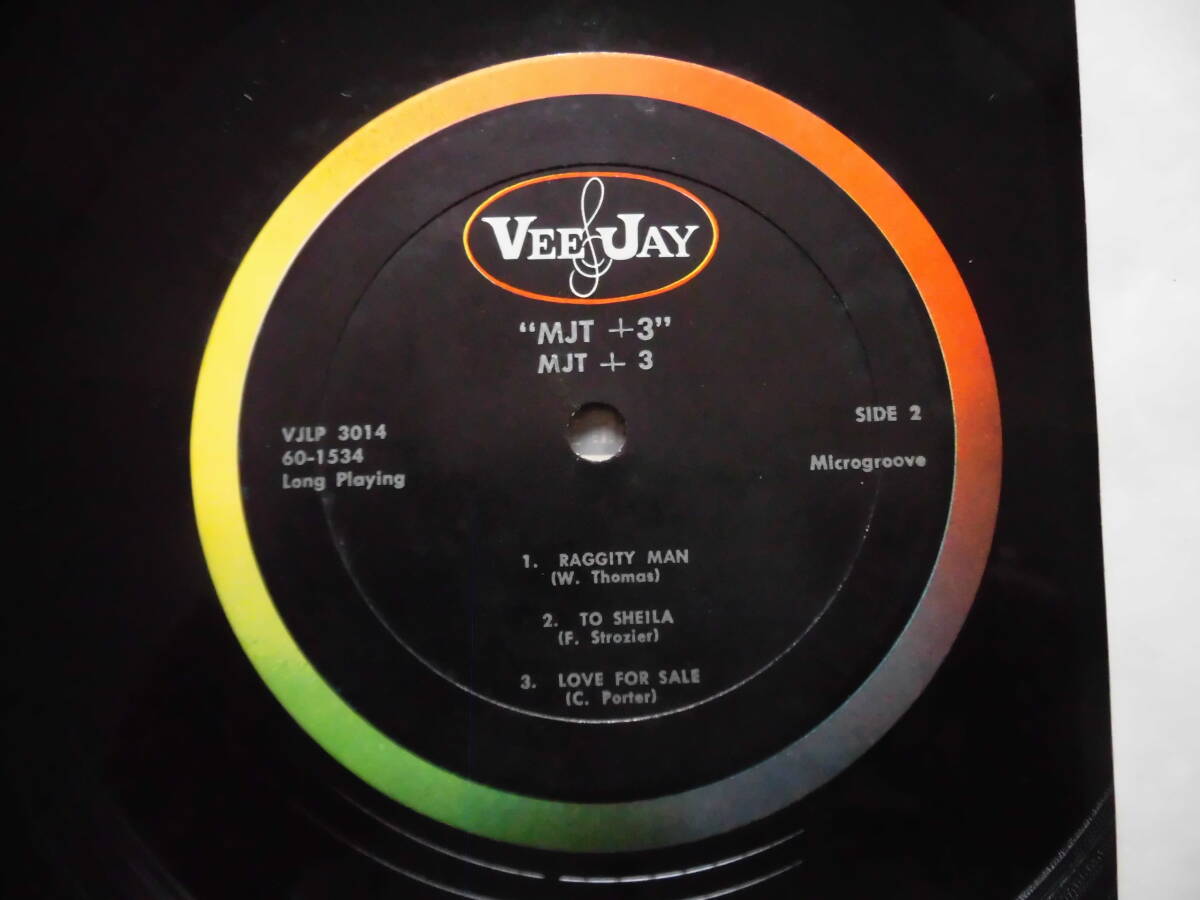 VEE JAY
“MJT +3”
MJT + 3
VJLP 3014
60-1534
Long Playing
SIDE 2
Microgroove
1. RAGGITY MAN
(W. Thomas)
2. TO SHEILA
(F. Strozier)
3. LOVE FOR SALE
(C. Porter)